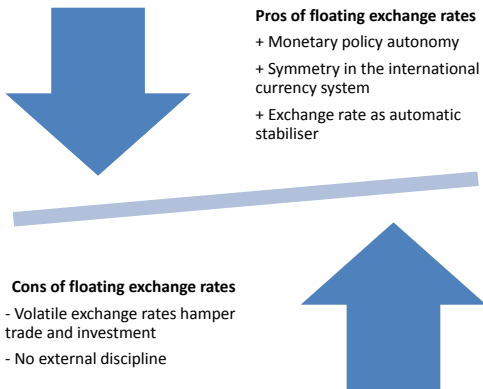 Pros of floating exchange rates
+ Monetary policy autonomy
+ Symmetry in the international
currency system
+ Exchange rate as automatic
stabiliser
Cons of floating exchange rates
- Volatile exchange rates hamper
trade and investment
- No external discipline